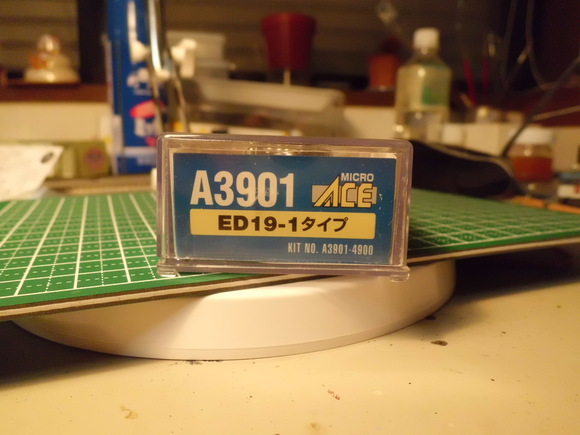 A3901
MICRO
ACE
ED19-1タイプ
KIT NO. A3901-4900